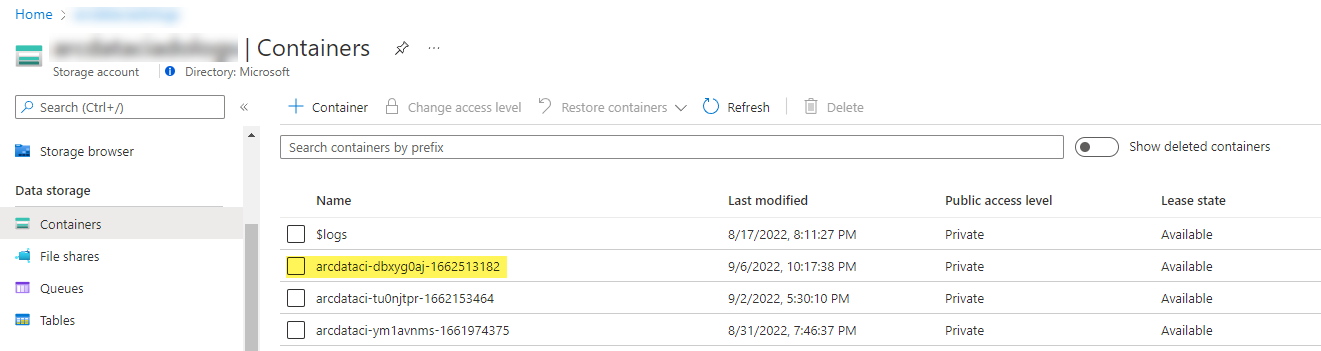 Home >
| Containers
...
Storage account | Directory: Microsoft
Search (Ctrl+/) «
+ Container Change access level Restore containers Refresh Delete
Search containers by prefix Show deleted containers
Storage browser
Data storage
Containers
File shares
Queues
Tables
Name Last modified Public access level Lease state
$logs 8/17/2022, 8:11:27 PM Private Available
arcdataci-dbxyg0aj-1662513182 9/6/2022, 10:17:38 PM Private Available
arcdataci-tu0njtpr-1662153464 9/2/2022, 5:30:10 PM Private Available
arcdataci-ym1avnms-1661974375 8/31/2022, 7:46:37 PM Private Available